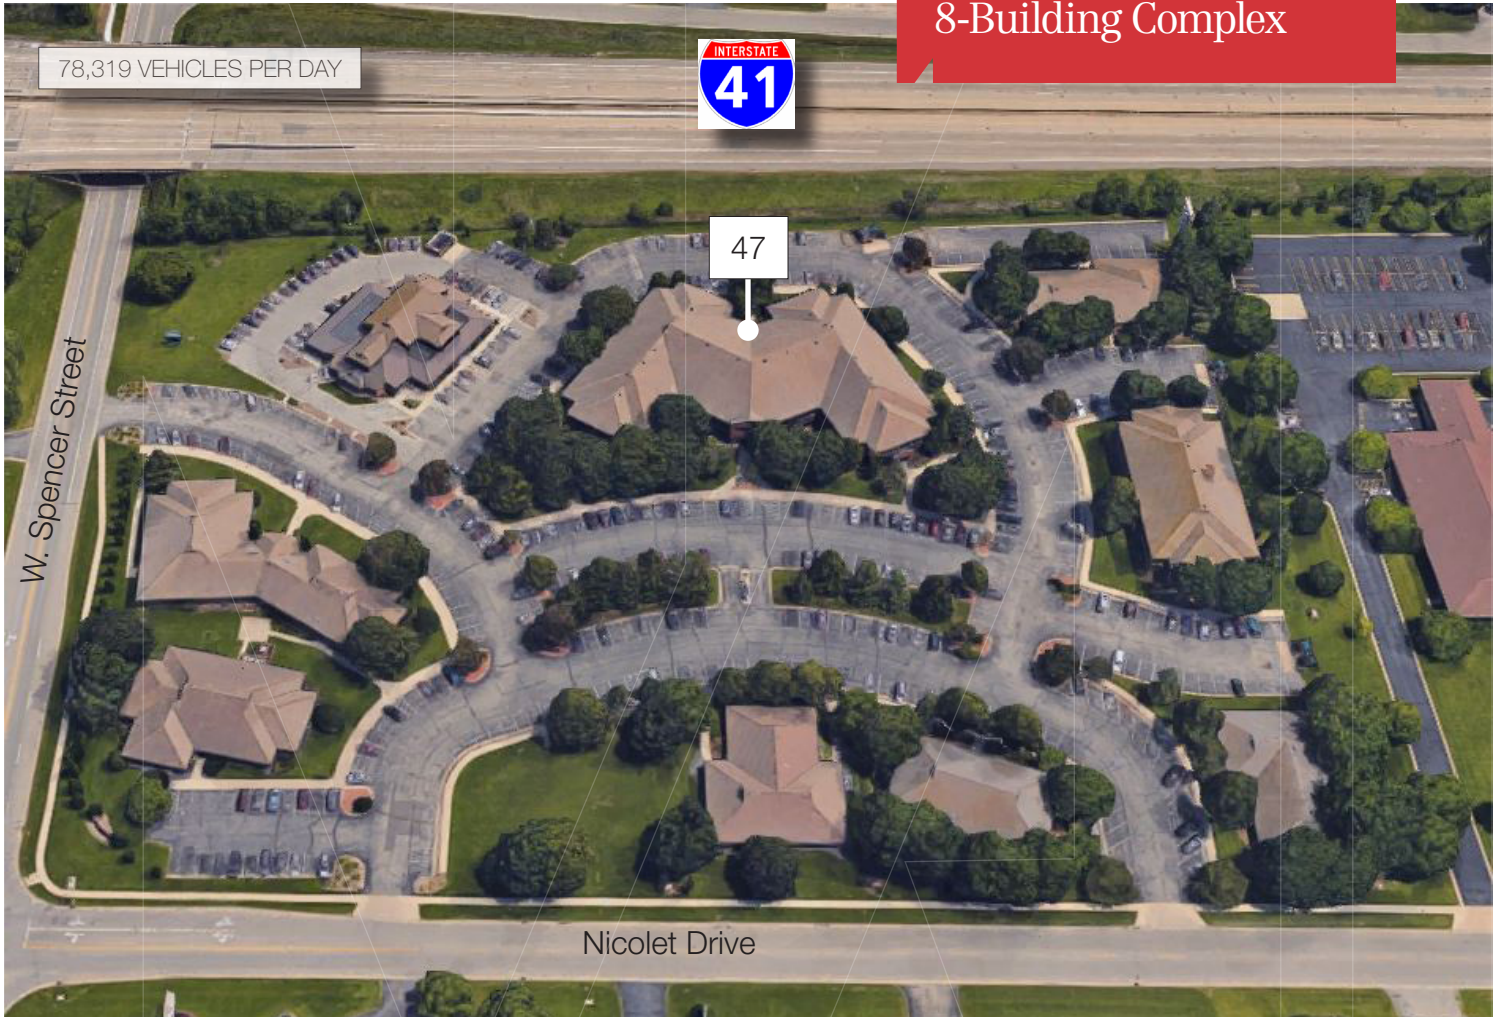 8-Building Complex
78,319 VEHICLES PER DAY
INTERSTATE
41
47
W. Spencer Street
Nicolet Drive